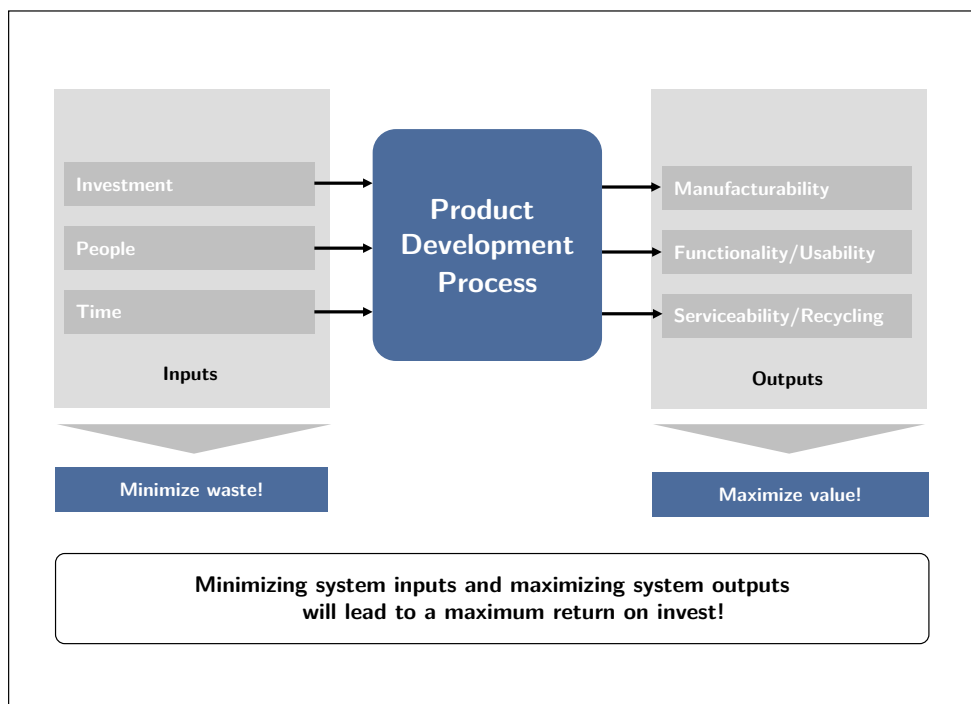 Investment
People
Time
Inputs
Product
Development
Process
Manufacturability
Functionality/Usability
Serviceability/Recycling
Outputs
Minimize waste!
Maximize value!
Minimizing system inputs and maximizing system outputs
will lead to a maximum return on invest!